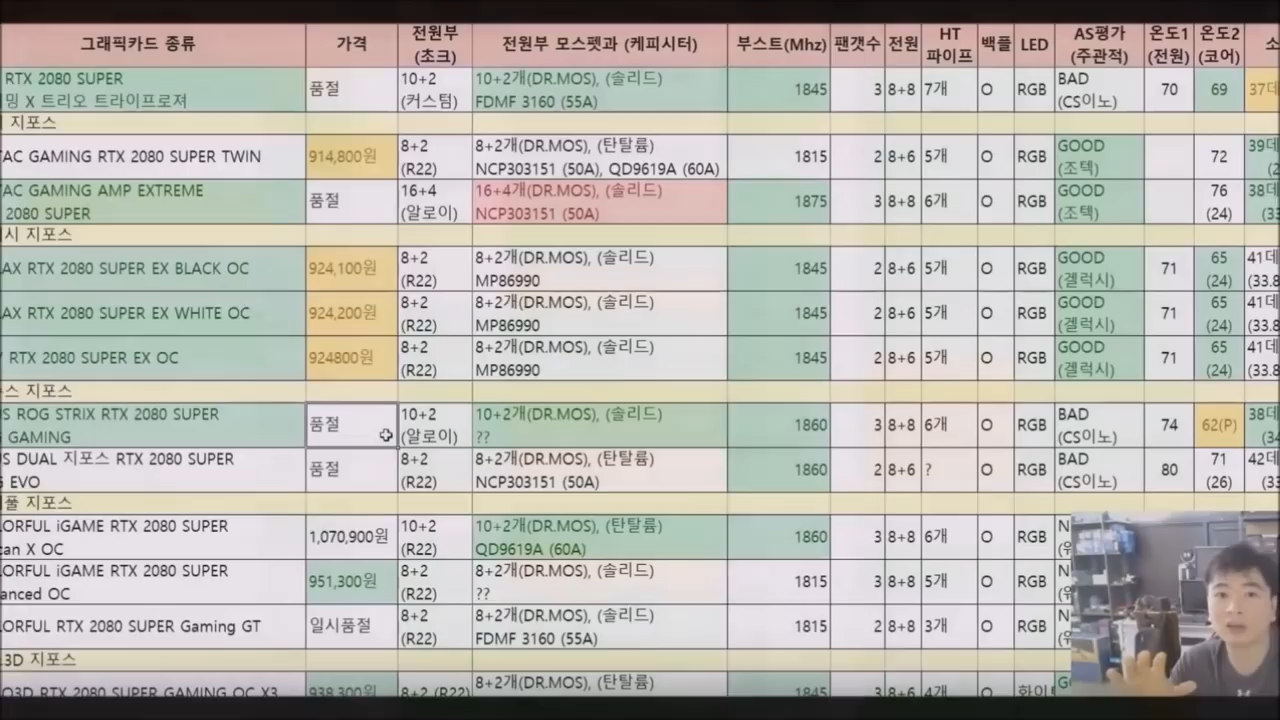 그래픽카드 종류 가격 전원부 (초크) 전원부 모스펫과 (케피시터) 부스트(Mhz) 팬갯수 전원 HT 파이프 백플 LED AS평가 (주관적) 온도1 (전원) 온도2 (코어) 소
RTX 2080 SUPER 품절 10+2 10+2개(DR.MOS), (솔리드) 1845 3 8+8 7개 O RGB BAD 70 69 37데
밍 X 트리오 트라이프로져 (커스텀) FDMF 3160 (55A) (CS이노)
지포스
TAC GAMING RTX 2080 SUPER TWIN 914,800원 8+2 8+2개(DR.MOS), (탄탈륨) 1815 2 8+6 5개 O RGB GOOD 72 39데
(R22) NCP303151 (50A), QD9619A (60A) (조텍) (2
TAC GAMING AMP EXTREME 품절 16+4 16+4개(DR.MOS), (솔리드) 1875 3 8+8 6개 O RGB GOOD 76 38데
2080 SUPER (알로이) NCP303151 (50A) (조텍) (24) (33
시 지포스
AX RTX 2080 SUPER EX BLACK OC 924,100원 8+2 8+2개(DR.MOS), (솔리드) 1845 2 8+6 5개 O RGB GOOD 71 65 41데
(R22) MP86990 (겔럭시) (24) (33.8
AX RTX 2080 SUPER EX WHITE OC 924,200원 8+2 8+2개(DR.MOS), (솔리드) 1845 2 8+6 5개 O RGB GOOD 71 65 41데
(R22) MP86990 (겔럭시) (24) (33.8
RTX 2080 SUPER EX OC 924800원 8+2 8+2개(DR.MOS), (솔리드) 1845 2 8+6 5개 O RGB GOOD 71 65 41데
(R22) MP86990 (겔럭시) (24) (33.8
스 지포스
S ROG STRIX RTX 2080 SUPER 품절 10+2 10+2개(DR.MOS), (솔리드) 1860 3 8+8 6개 O RGB BAD 74 62(P) 38데
GAMING (알로이) ?? (CS이노) (34
S DUAL 지포스 RTX 2080 SUPER 품절 8+2 8+2개(DR.MOS), (탄탈륨) 1860 2 8+6 ? O RGB BAD 80 71 42데
EVO (R22) NCP303151 (50A) (CS이노) (26) (33
풀 지포스
LORFUL iGAME RTX 2080 SUPER 1,070,900원 10+2 10+2개(DR.MOS), (탄탈륨) 1860 3 8+8 6개 O RGB N
can X OC (R22) QD9619A (60A)
LORFUL iGAME RTX 2080 SUPER 951,300원 8+2 8+2개(DR.MOS), (솔리드) 1815 3 8+8 5개 O RGB N
anced OC (R22) ??
LORFUL RTX 2080 SUPER Gaming GT 일시품절 8+2 8+2개(DR.MOS), (솔리드) 1815 2 8+8 3개 O RGB N
(R22) FDMF 3160 (55A)
3D 지포스
O3D RTX 2080 SUPER GAMING OC X3 938,300원 8+2 (R22) 8+2개(DR.MOS), (탄탈륨) 1845 3 8+6 4개 O 화이트